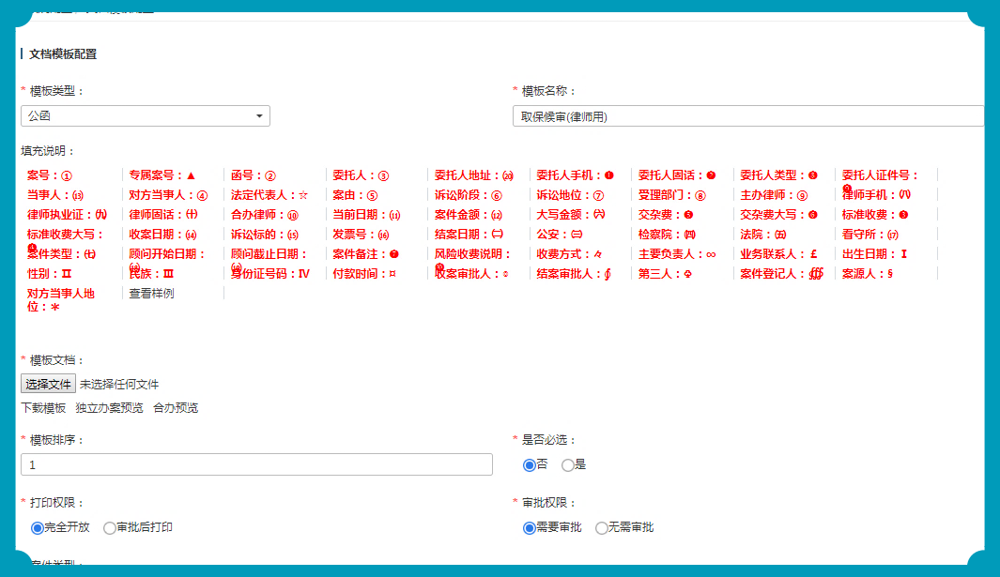 文档模板配置
* 模板类型： * 模板名称：
公函 取保候审(律师用)
填充说明：
案号：① 专属案号：▲ 函号：② 委托人：③ 委托人地址：⒇ 委托人手机：❶ 委托人固话：❷ 委托人类型：❸ 委托人证件号：
当事人：⒀ 对方当事人：④ 法定代表人：☆ 案由：⑤ 诉讼阶段：⑥ 诉讼地位：⑦ 受理部门：⑧ 主办律师：⑨ 律师手机：㈧
律师执业证：㈨ 律师固话：㈩ 合办律师：⑩ 当前日期：⑾ 案件金额：⑿ 大写金额：㈥ 交杂费：❺ 交杂费大写：❻ 标准收费：❸
标准收费大写： 收案日期：⒁ 诉讼标的：⒂ 发票号：⒃ 结案日期：㈡ 公安：㈢ 检察院：㈣ 法院：㈤ 看守所：⒄
案件类型：㈦ 顾问开始日期： 顾问截止日期： 案件备注：❼ 风险收费说明： 收费方式：々 主要负责人：∞ 业务联系人：￡ 出生日期：Ⅰ
性别：Ⅱ 民族：Ⅲ 身份证号码：Ⅳ 付款时间：¤ 收案审批人： 结案审批人：∮ 第三人：♧ 案件登记人：∰ 案源人：§
对方当事人地 查看样例
位：＊
* 模板文档：
选择文件 未选择任何文件
下载模板 独立办案预览 合办预览
* 模板排序： * 是否必选：
1 否 是
* 打印权限： * 审批权限：
完全开放 审批后打印 需要审批 无需审批